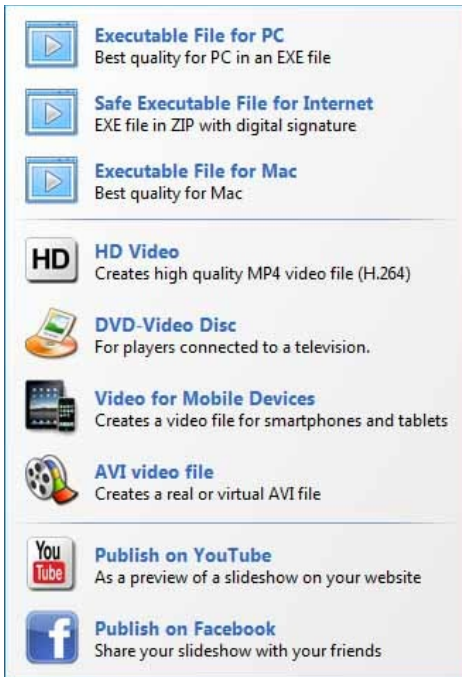 Executable File for PC
Best quality for PC in an EXE file
Safe Executable File for Internet
EXE file in ZIP with digital signature
Executable File for Mac
Best quality for Mac
HD
HD Video
Creates high quality MP4 video file (H.264)
DVD-Video Disc
For players connected to a television.
Video for Mobile Devices
Creates a video file for smartphones and tablets
AVI video file
Creates a real or virtual AVI file
You
Tube
Publish on YouTube
As a preview of a slideshow on your website
f
Publish on Facebook
Share your slideshow with your friends